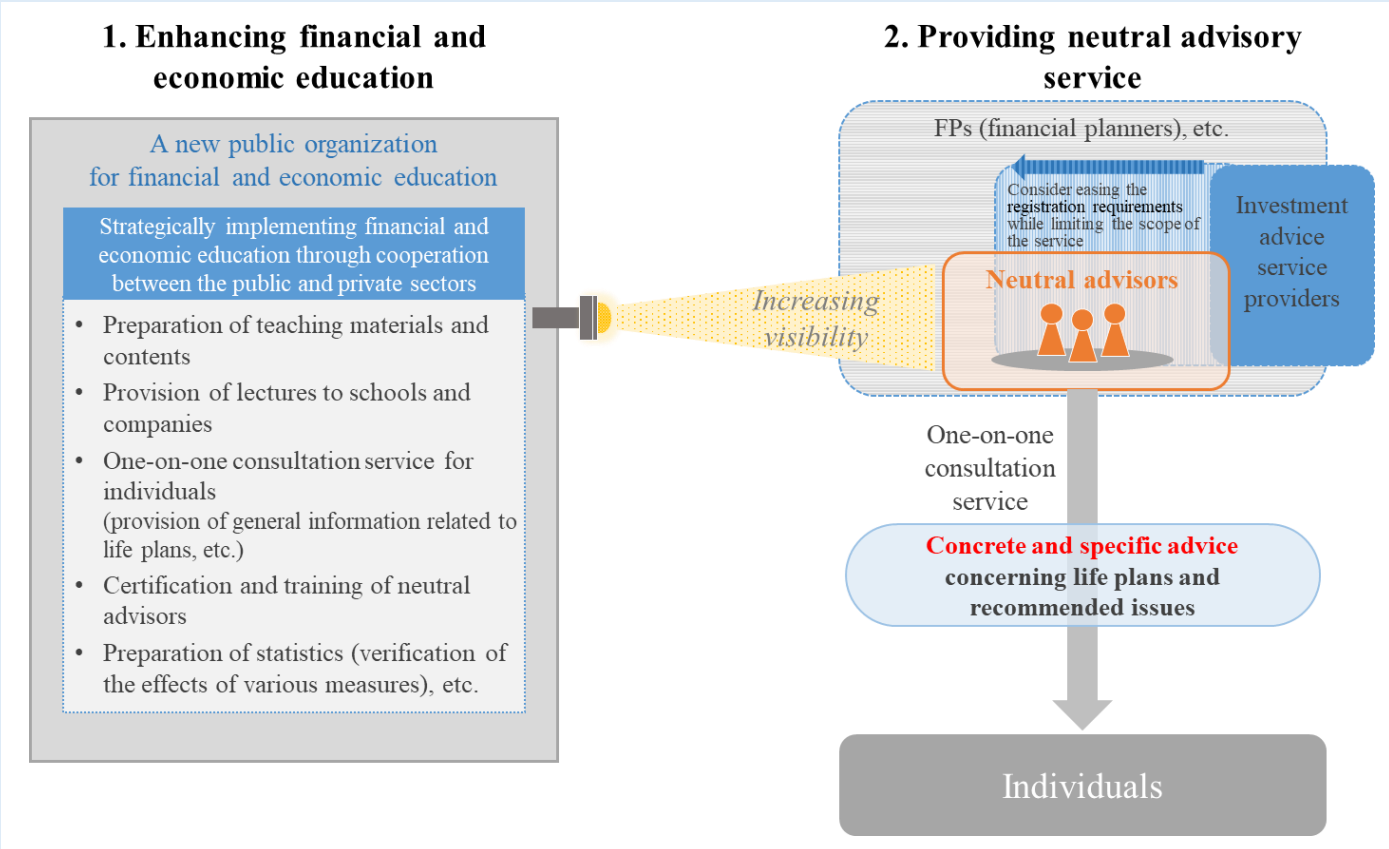 1. Enhancing financial and
economic education
A new public organization
for financial and economic education
Strategically implementing financial and
economic education through cooperation
between the public and private sectors
• Preparation of teaching materials and
contents
• Provision of lectures to schools and
companies
• One-on-one consultation service for
individuals
(provision of general information related to
life plans, etc.)
• Certification and training of neutral
advisors
• Preparation of statistics (verification of
the effects of various measures), etc.
Increasing
visibility
2. Providing neutral advisory
service
FPs (financial planners), etc.
Consider easing the
registration requirements
while limiting the scope of
the service
Investment
advice
service
providers
Neutral advisors
One-on-one
consultation
service
Concrete and specific advice
concerning life plans and
recommended issues
Individuals